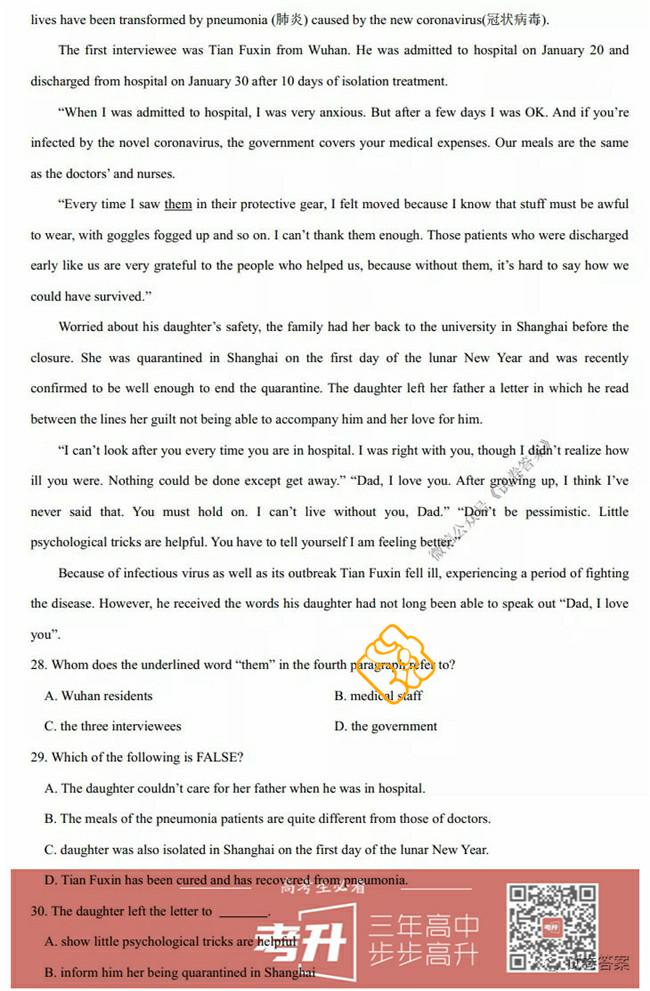 lives have been transformed by pneumonia (肺炎) caused by the new coronavirus(冠状病毒).
The first interviewee was Tian Fuxin from Wuhan. He was admitted to hospital on January 20 and
discharged from hospital on January 30 after 10 days of isolation treatment.
“When I was admitted to hospital, I was very anxious. But after a few days I was OK. And if you’re
infected by the novel coronavirus, the government covers your medical expenses. Our meals are the same
as the doctors’ and nurses.
“Every time I saw them in their protective gear, I felt moved because I know that stuff must be awful
to wear, with goggles fogged up and so on. I can’t thank them enough. Those patients who were discharged
early like us are very grateful to the people who helped us, because without them, it’s hard to say how we
could have survived.”
Worried about his daughter’s safety, the family had her back to the university in Shanghai before the
closure. She was quarantined in Shanghai on the first day of the lunar New Year and was recently
confirmed to be well enough to end the quarantine. The daughter left her father a letter in which he read
between the lines her guilt not being able to accompany him and her love for him.
“I can’t look after you every time you are in hospital. I was right with you, though I didn’t realize how
ill you were. Nothing could be done except get away.” “Dad, I love you. After growing up, I think I’ve
never said that. You must hold on. I can’t live without you, Dad.” “Don’t be pessimistic. Little
psychological tricks are helpful. You have to tell yourself I am feeling better.”
微信公众号《试卷答案》
Because of infectious virus as well as its outbreak Tian Fuxin fell ill, experiencing a period of fighting
the disease. However, he received the words his daughter had not long been able to speak out “Dad, I love
you”.
28. Whom does the underlined word “them” in the fourth paragraph refer to?
A. Wuhan residents B. medical staff
C. the three interviewees D. the government
29. Which of the following is FALSE?
A. The daughter couldn’t care for her father when he was in hospital.
B. The meals of the pneumonia patients are quite different from those of doctors.
C. daughter was also isolated in Shanghai on the first day of the lunar New Year.
D. Tian Fuxin has been cured and has recovered from pneumonia.
高考生必看
30. The daughter left the letter to ______.
A. show little psychological tricks are helpful
B. inform him her being quarantined in Shanghai
考升
三年高中
步步高升
考升
试卷答案